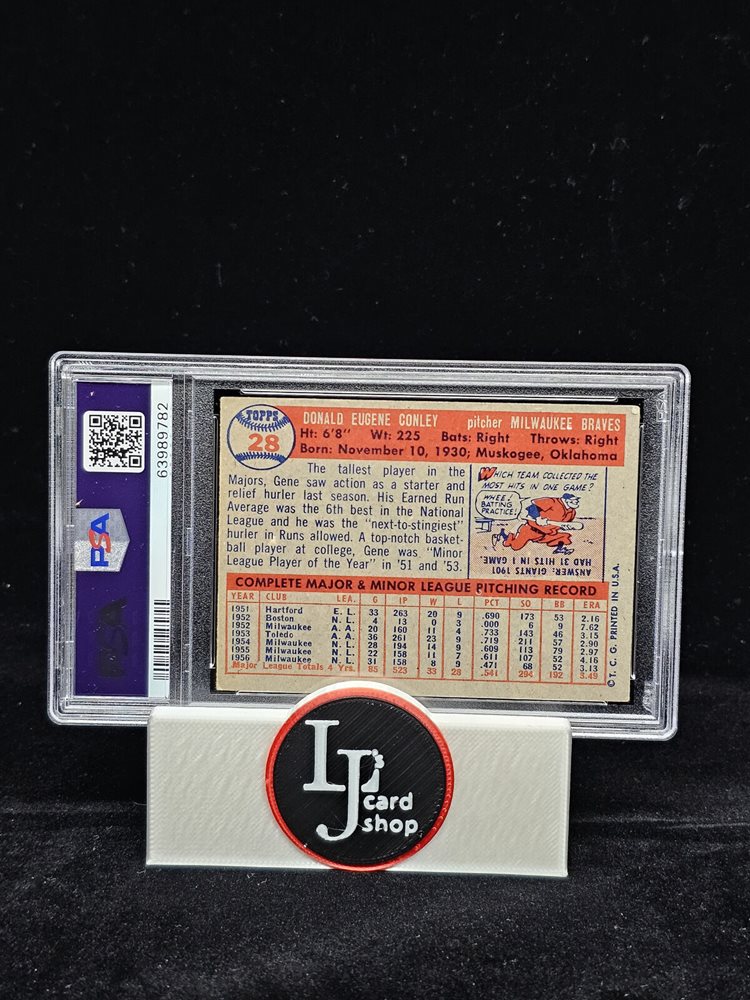 63989782
PSA
PSA
TOPPS
28
DONALD EUGENE CONLEY pitcher MILWAUKEE BRAVES
Ht: 6'8" Wt: 225 Bats: Right Throws: Right
Born: November 10, 1930; Muskogee, Oklahoma
The tallest player in the
Majors, Gene saw action as a starter and
relief hurler last season. His Earned Run
Average was the 6th best in the National
League and he was the "next-to-stingiest"
hurler in Runs allowed. A top-notch basket-
ball player at college, Gene was "Minor
League Player of the Year" in '51 and '53.
WHICH TEAM COLLECTED THE
MOST HITS IN ONE GAME?
WHEE!
BATTING
PRACTICE!
ANSWER: GIANTS 1901
HAD 31 HITS IN 1 GAME
COMPLETE MAJOR & MINOR LEAGUE PITCHING RECORD
YEAR CLUB LEA. G IP W L PCT SO BB ERA
1951 Hartford E. L. 33 263 20 9 .690 173 53 2.16
1952 Boston N. L. 4 13 0 3 .000 6 9 7.62
1952 Milwaukee A. A. 20 160 11 4 .733 143 46 3.15
1953 Toledo A. A. 36 261 23 9 .719 211 57 2.90
1954 Milwaukee N. L. 28 194 14 9 .609 113 79 2.97
1955 Milwaukee N. L. 22 158 11 7 .611 107 52 4.16
1956 Milwaukee N. L. 31 158 8 9 .471 68 52 3.13
Major League Totals 4 Yrs. 85 523 33 28 .541 294 192 3.49
©T. C. G. PRINTED IN U.S.A.
LJ's
card
shop